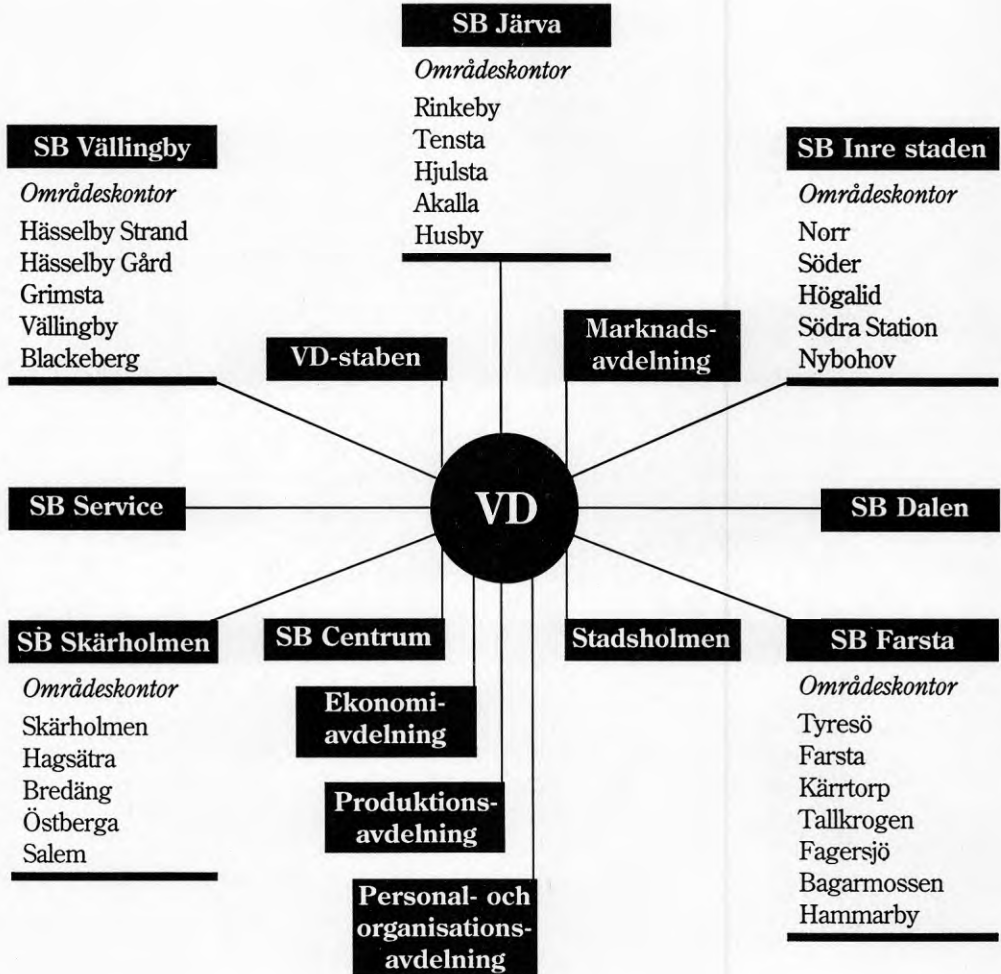 SB Järva
Områdeskontor
Rinkeby
Tensta
Hjulsta
Akalla
Husby
SB Vällingby
Områdeskontor
Hässelby Strand
Hässelby Gård
Grimsta
Vällingby
Blackeberg
SB Inre staden
Områdeskontor
Norr
Söder
Högalid
Södra Station
Nybohov
VD-staben
Marknads-
avdelning
SB Service
VD
SB Dalen
SB Skärholmen
Områdeskontor
Skärholmen
Hagsätra
Bredäng
Östberga
Salem
SB Centrum
Stadsholmen
Ekonomi-
avdelning
Produktions-
avdelning
Personal- och
organisations-
avdelning
SB Farsta
Områdeskontor
Tyresö
Farsta
Kärrtorp
Tallkrogen
Fagersjö
Bagarmossen
Hammarby